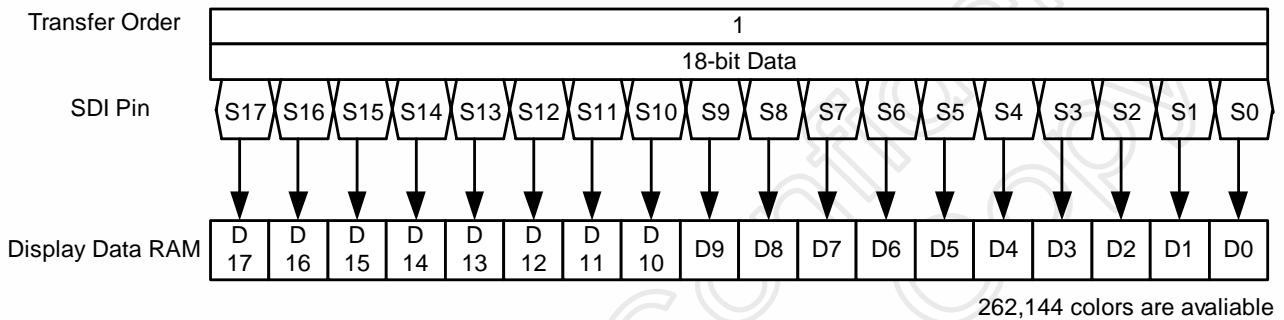 Transfer Order 1
18-bit Data
SDI Pin S17 S16 S15 S14 S13 S12 S11 S10 S9 S8 S7 S6 S5 S4 S3 S2 S1 S0
Display Data RAM D 17 D 16 D 15 D 14 D 13 D 12 D 11 D 10 D9 D8 D7 D6 D5 D4 D3 D2 D1 D0
262,144 colors are avaliable
Confidential
Copy